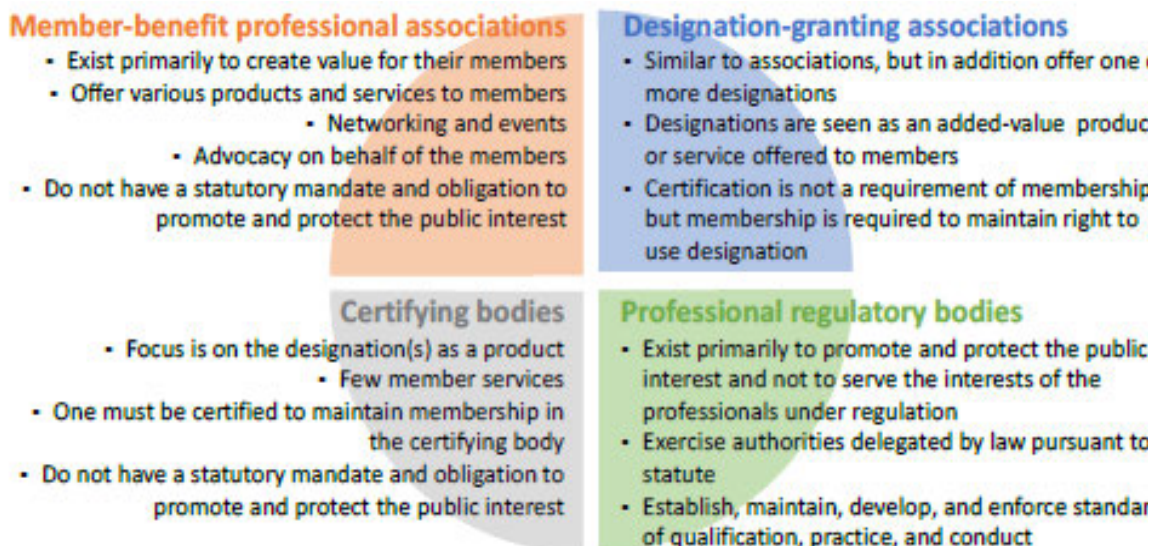 Member-benefit professional associations
▪ Exist primarily to create value for their members
▪ Offer various products and services to members
▪ Networking and events
▪ Advocacy on behalf of the members
▪ Do not have a statutory mandate and obligation to
promote and protect the public interest
Designation-granting associations
▪ Similar to associations, but in addition offer one
more designations
▪ Designations are seen as an added-value produc
or service offered to members
▪ Certification is not a requirement of membership
but membership is required to maintain right to
use designation
Certifying bodies
▪ Focus is on the designation(s) as a product
▪ Few member services
▪ One must be certified to maintain membership in
the certifying body
▪ Do not have a statutory mandate and obligation to
promote and protect the public interest
Professional regulatory bodies
▪ Exist primarily to promote and protect the public
interest and not to serve the interests of the
professionals under regulation
▪ Exercise authorities delegated by law pursuant to
statute
▪ Establish, maintain, develop, and enforce standar
of qualification, practice, and conduct